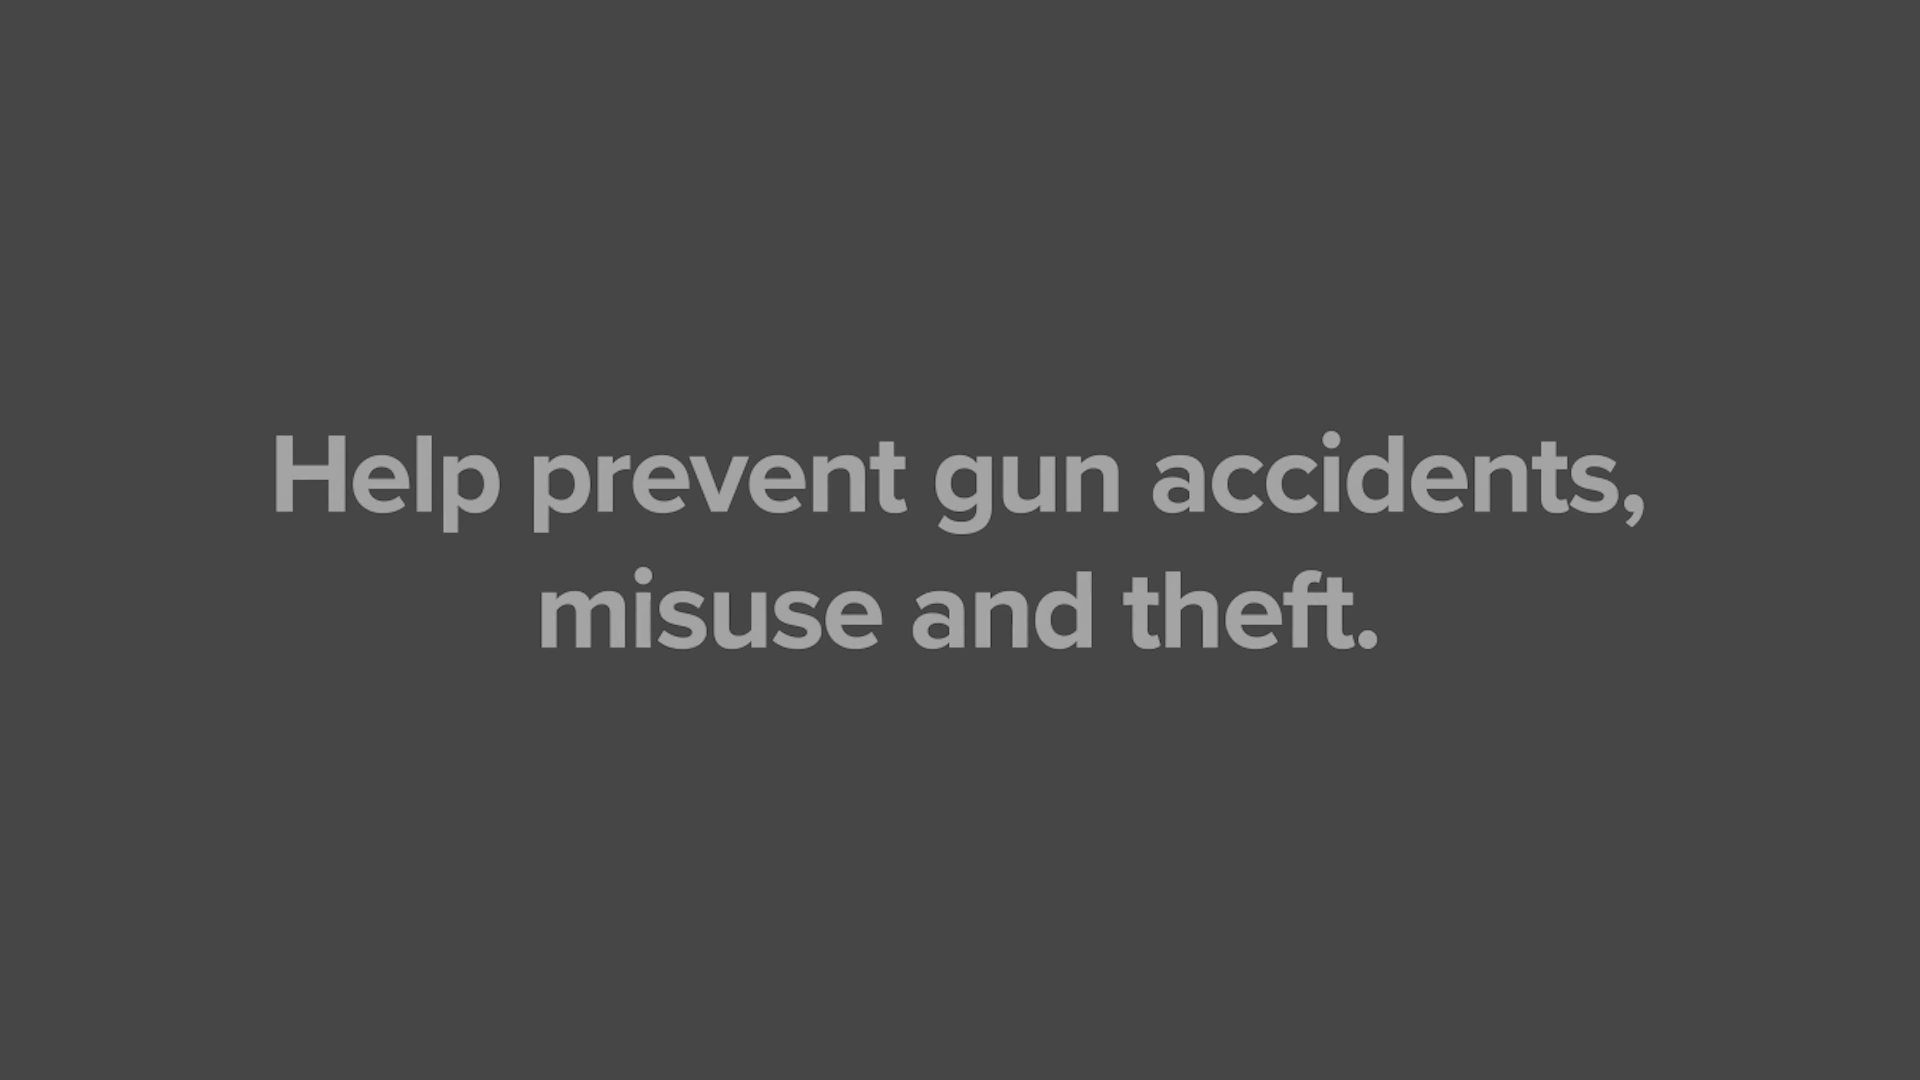 Help prevent gun accidents,
misuse and theft.